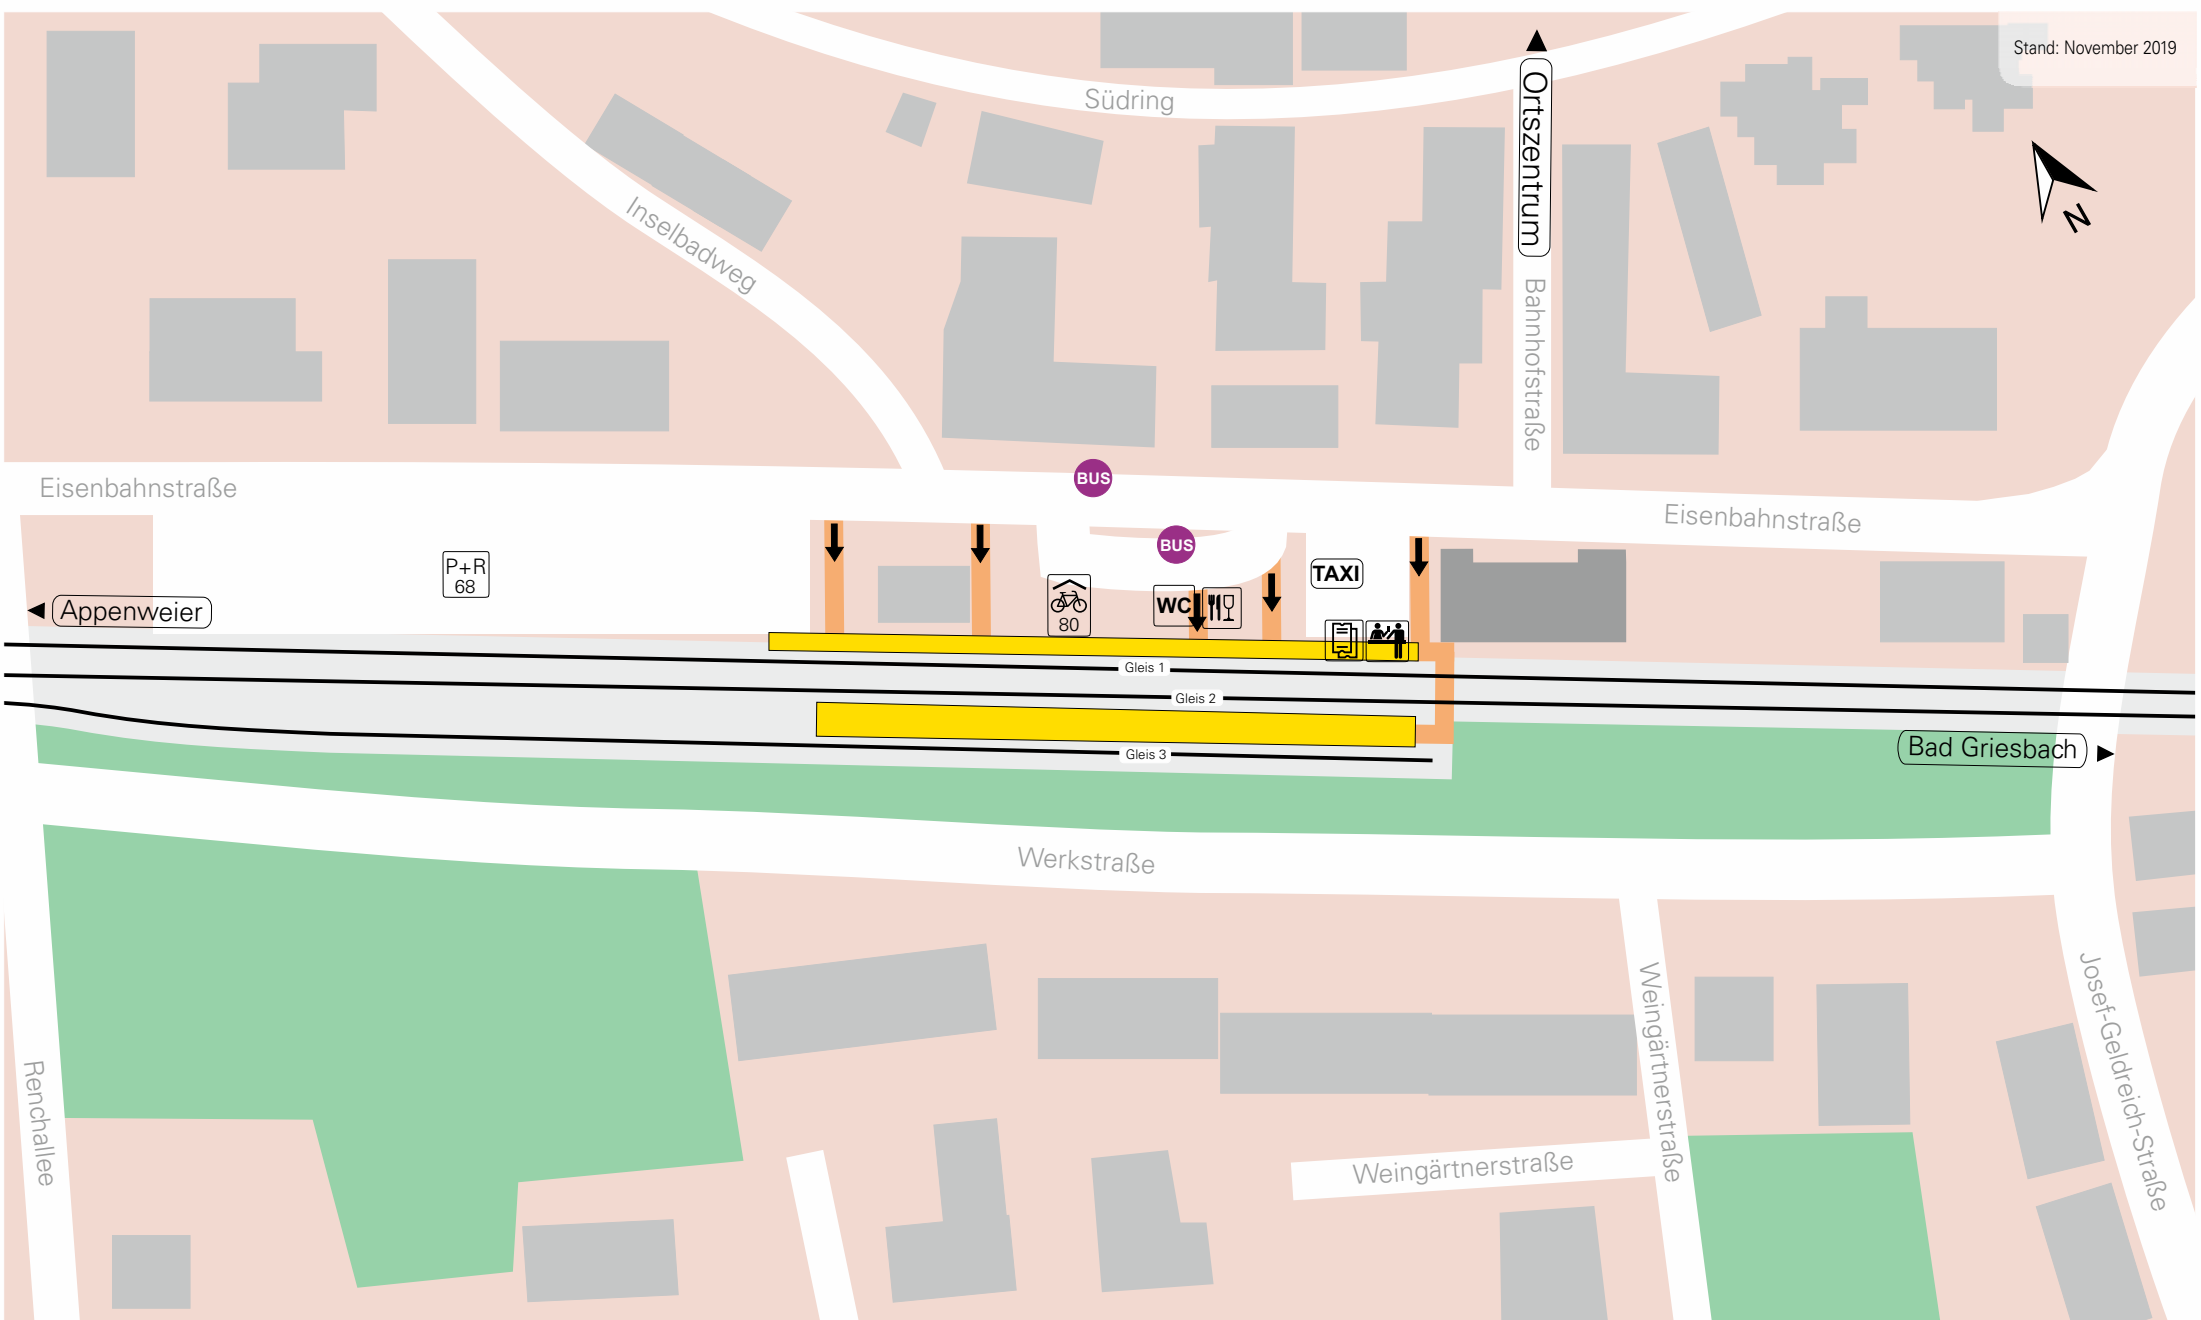 Stand: November 2019
Südring
Ortszentrum
N
Inselbadweg
Bahnhofstraße
BUS
Eisenbahnstraße
Eisenbahnstraße
BUS
P+R
68
TAXI
Appenweier
WC
80
Gleis 1
Gleis 2
Gleis 3
Bad Griesbach
Werkstraße
Weingärtnerstraße
Josef-Geldreich-Straße
Renchallee
Weingärtnerstraße